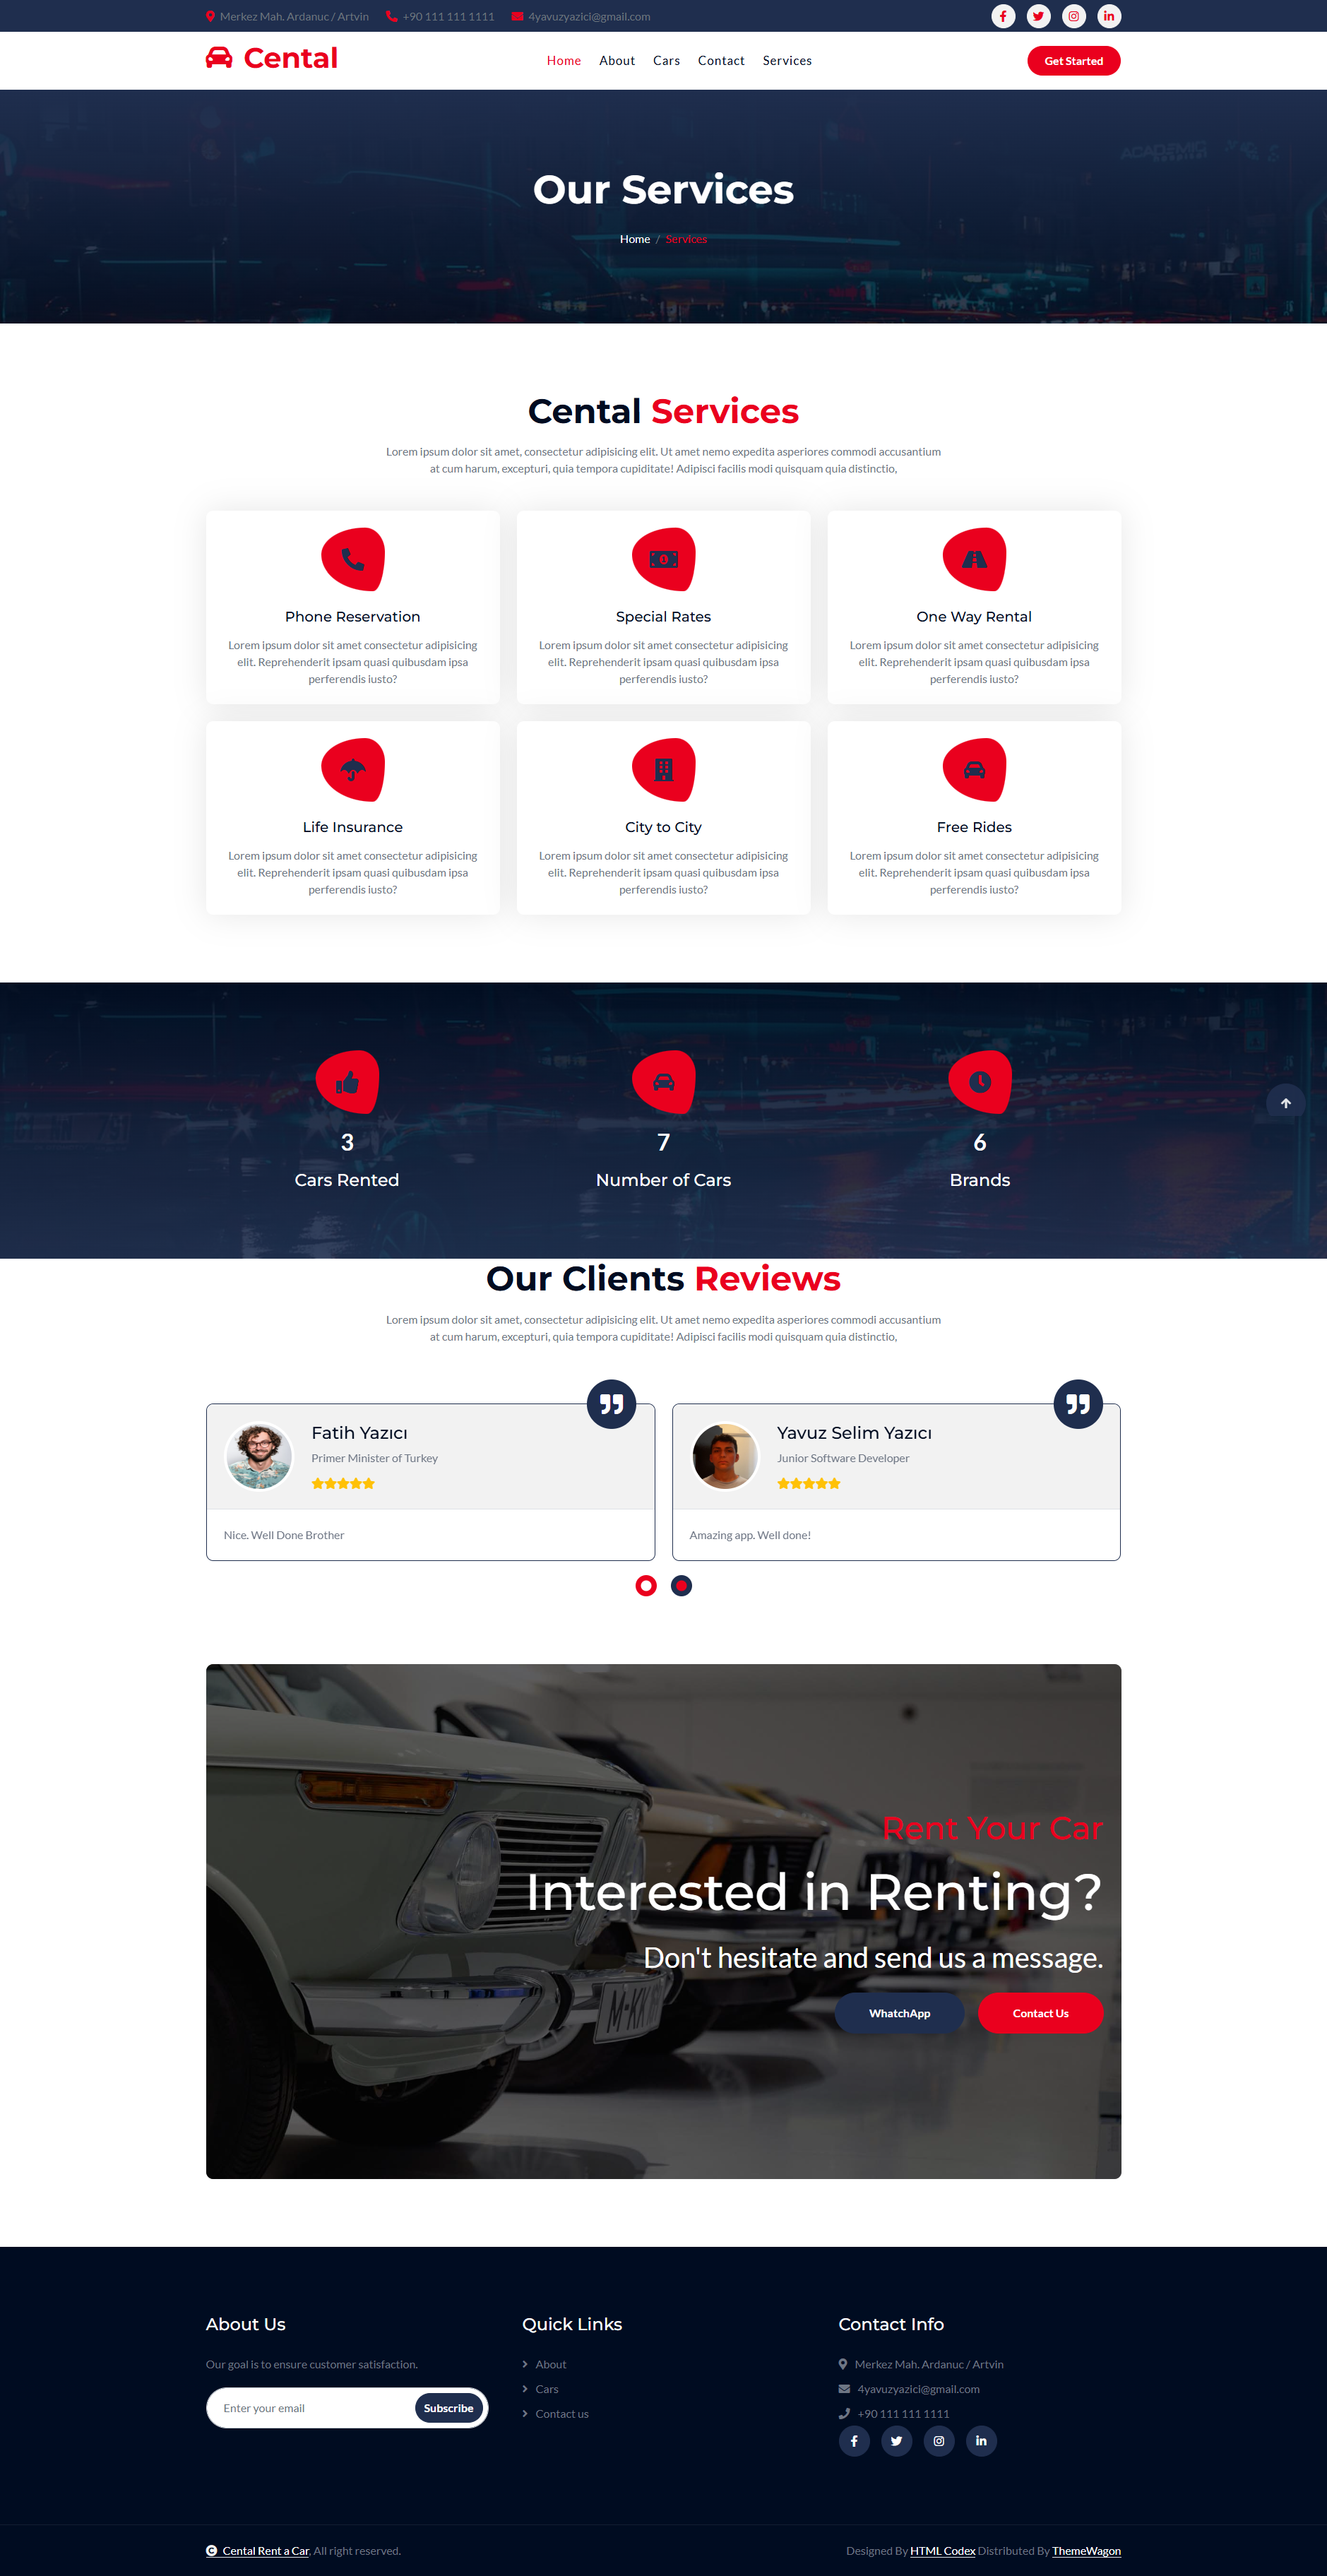 Merkez Mah. Ardanuc / Artvin +90 111 111 1111 4yavuzyazici@gmail.com
Cental
Home About Cars Contact Services
Get Started
ACADEMIC
Our Services
Home / Services
Cental Services
Lorem ipsum dolor sit amet, consectetur adipisicing elit. Ut amet nemo expedita asperiores commodi accusantium
at cum harum, excepturi, quia tempora cupiditate! Adipisci facilis modi quisquam quia distinctio,
Phone Reservation
Lorem ipsum dolor sit amet consectetur adipisicing
elit. Reprehenderit ipsam quasi quibusdam ipsa
perferendis iusto?
Special Rates
Lorem ipsum dolor sit amet consectetur adipisicing
elit. Reprehenderit ipsam quasi quibusdam ipsa
perferendis iusto?
One Way Rental
Lorem ipsum dolor sit amet consectetur adipisicing
elit. Reprehenderit ipsam quasi quibusdam ipsa
perferendis iusto?
Life Insurance
Lorem ipsum dolor sit amet consectetur adipisicing
elit. Reprehenderit ipsam quasi quibusdam ipsa
perferendis iusto?
City to City
Lorem ipsum dolor sit amet consectetur adipisicing
elit. Reprehenderit ipsam quasi quibusdam ipsa
perferendis iusto?
Free Rides
Lorem ipsum dolor sit amet consectetur adipisicing
elit. Reprehenderit ipsam quasi quibusdam ipsa
perferendis iusto?
3
Cars Rented
7
Number of Cars
6
Brands
Our Clients Reviews
Lorem ipsum dolor sit amet, consectetur adipisicing elit. Ut amet nemo expedita asperiores commodi accusantium
at cum harum, excepturi, quia tempora cupiditate! Adipisci facilis modi quisquam quia distinctio,
Fatih Yazıcı
Primer Minister of Turkey
Nice. Well Done Brother
Yavuz Selim Yazıcı
Junior Software Developer
Amazing app. Well done!
Rent Your Car
Interested in Renting?
Don't hesitate and send us a message.
WhatchApp
Contact Us
About Us
Our goal is to ensure customer satisfaction.
Enter your email
Subscribe
Quick Links
About
Cars
Contact us
Contact Info
Merkez Mah. Ardanuc / Artvin
4yavuzyazici@gmail.com
+90 111 111 1111
Cental Rent a Car, All right reserved.
Designed By HTML Codex Distributed By ThemeWagon